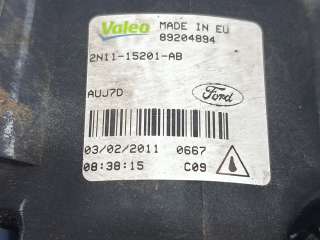 Valeo MADE IN EU
89204894
2N11-15201-AB
AUJ7D
Ford
03/02/2011 0667
08:38:15 C09